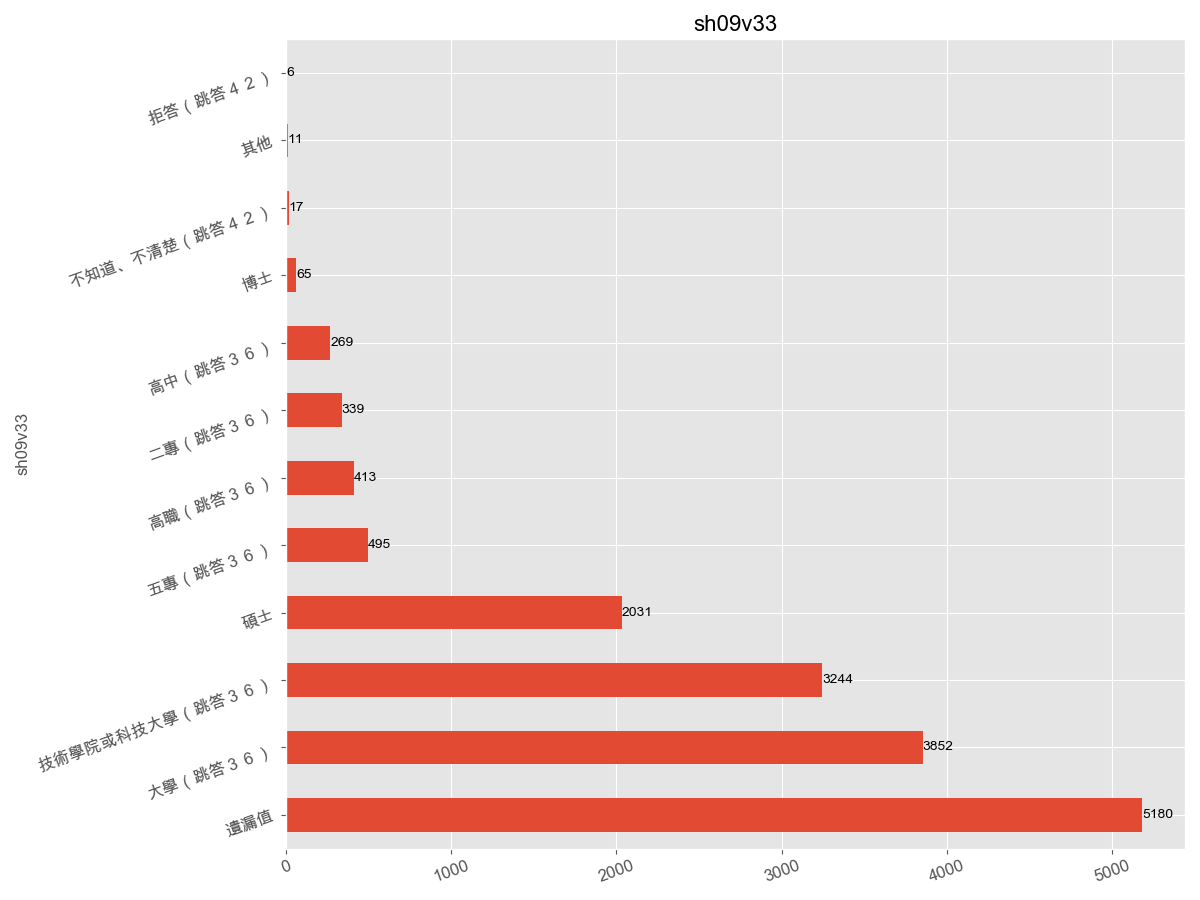 sh09v33
拒答（跳答４２） 6
其他 11
不知道、不清楚（跳答４２） 17
博士 65
高中（跳答３６） 269
二專（跳答３６） 339
高職（跳答３６） 413
五專（跳答３６） 495
碩士 2031
技術學院或科技大學（跳答３６） 3244
大學（跳答３６） 3852
遺漏值 5180
sh09v33
0 1000 2000 3000 4000 5000